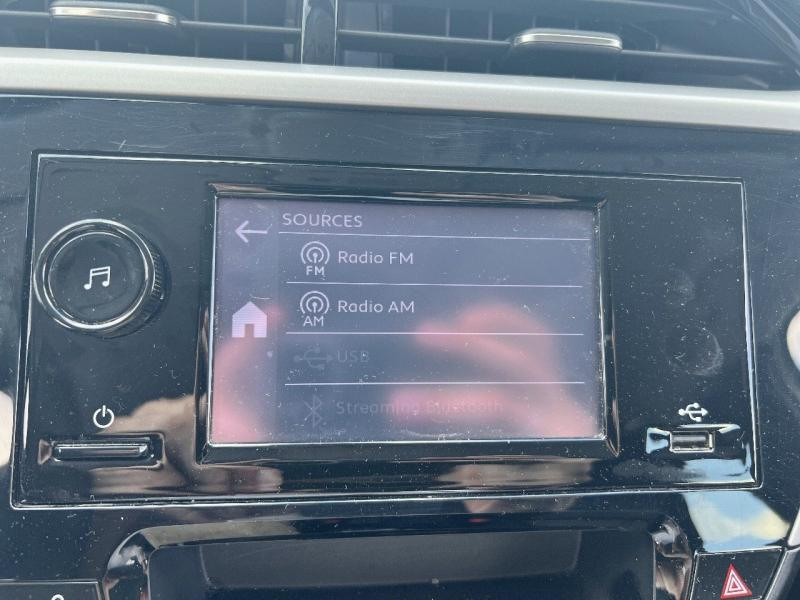 SOURCES
FM Radio FM
AM Radio AM
USB
Streaming Bluetooth